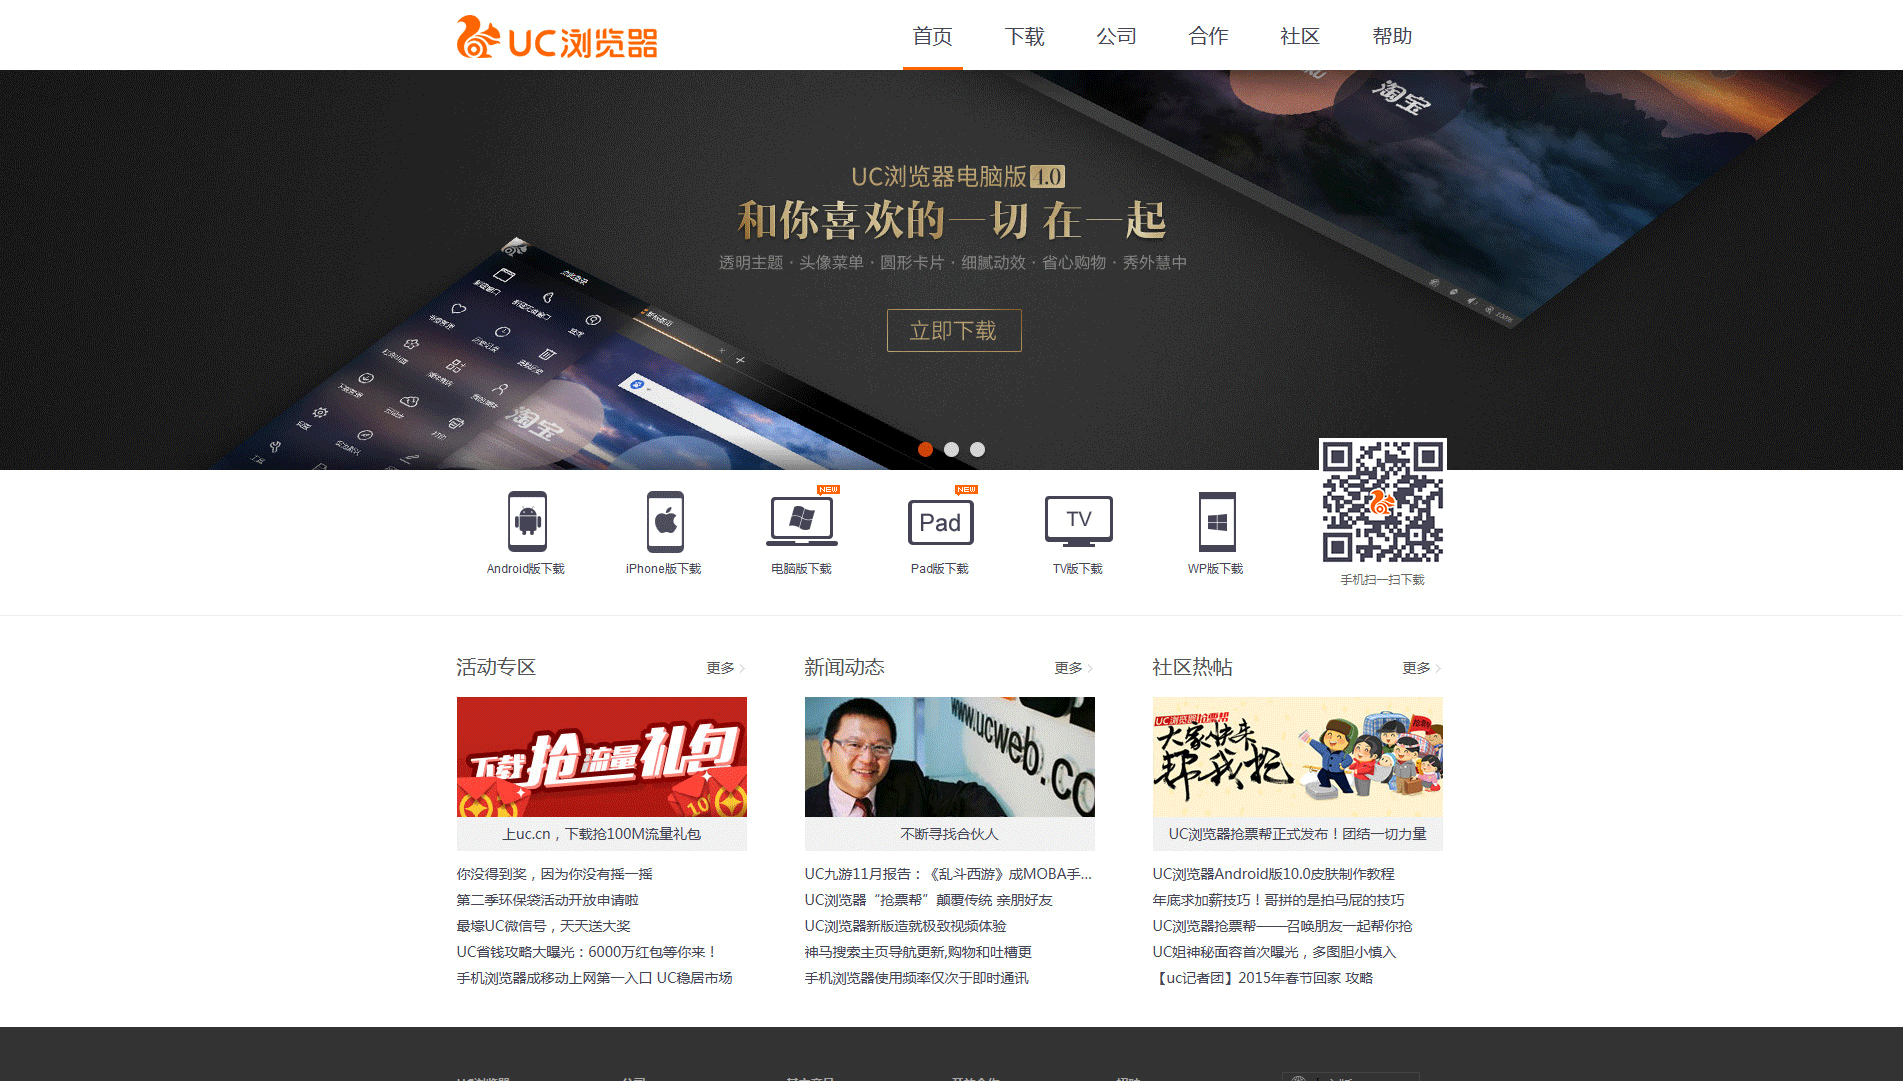 UC浏览器
首页 下载 公司 合作 社区 帮助
淘宝
UC浏览器电脑版 4.0
和你喜欢的一切 在一起
透明主题 · 头像菜单 · 圆形卡片 · 细腻动效 · 省心购物 · 秀外慧中
立即下载
淘宝
NEW NEW
Pad TV
Android版下载 iPhone版下载 电脑版下载 Pad版下载 TV版下载 WP版下载
手机扫一扫下载
活动专区 更多
下载抢流量礼包
上uc.cn，下载抢100M流量礼包
你没得到奖，因为你没有摇一摇
第二季环保袋活动开放申请啦
最壕UC微信号，天天送大奖
UC省钱攻略大曝光：6000万红包等你来！
手机浏览器成移动上网第一入口 UC稳居市场
新闻动态 更多
www.ucweb.co
不断寻找合伙人
UC九游11月报告：《乱斗西游》成MOBA手...
UC浏览器“抢票帮”颠覆传统 亲朋好友
UC浏览器新版造就极致视频体验
神马搜索主页导航更新,购物和吐槽更
手机浏览器使用频率仅次于即时通讯
社区热帖 更多
UC浏览器抢票帮
大家快来
帮我抢
UC浏览器抢票帮正式发布！团结一切力量
UC浏览器Android版10.0皮肤制作教程
年底求加薪技巧！哥拼的是拍马屁的技巧
UC浏览器抢票帮——召唤朋友一起帮你抢
UC姐神秘面容首次曝光，多图胆小慎入
【uc记者团】2015年春节回家 攻略